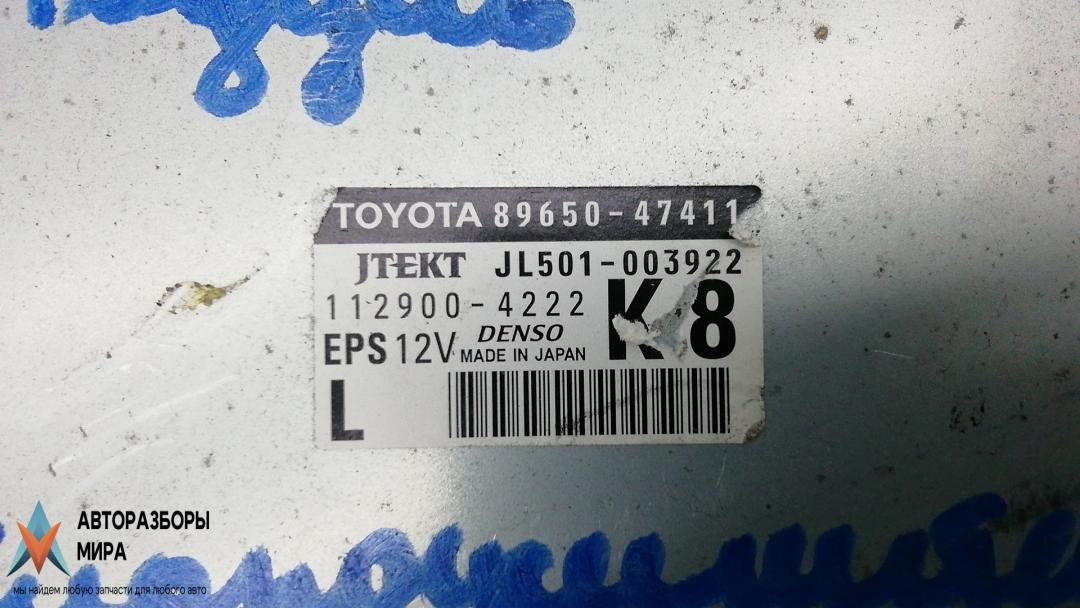 TOYOTA 89650-47411
JTEKT JL501-003922
112900-4222
K 8
EPS 12V DENSO
MADE IN JAPAN
L
АВТОРАЗБОРЫ
МИРА
мы найдем любую запчасти для любого авто